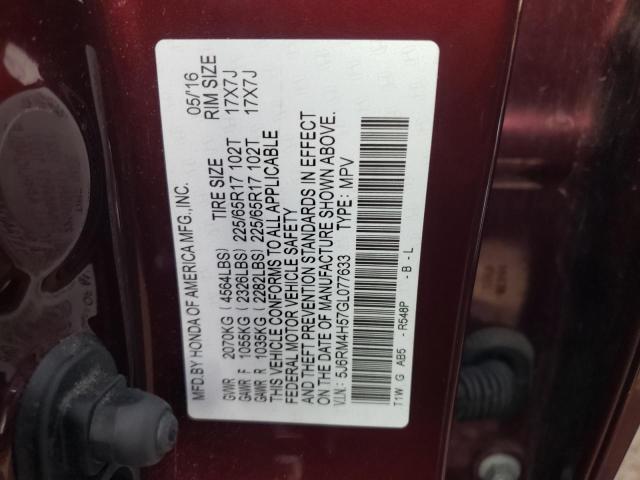 MFD.BY HONDA OF AMERICA MFG.,INC. 05/'16
TIRE SIZE RIM SIZE
GVWR 2070KG (4564LBS)
GAWR F 1055KG (2326LBS) 225/65R17 102T 17X7J
GAWR R 1035KG (2282LBS) 225/65R17 102T 17X7J
THIS VEHICLE CONFORMS TO ALL APPLICABLE
FEDERAL MOTOR VEHICLE SAFETY
AND THEFT PREVENTION STANDARDS IN EFFECT
ON THE DATE OF MANUFACTURE SHOWN ABOVE.
V.I.N.: 5J6RM4H57GL077633 TYPE: MPV
T1W G AB5 - R548P - B - L